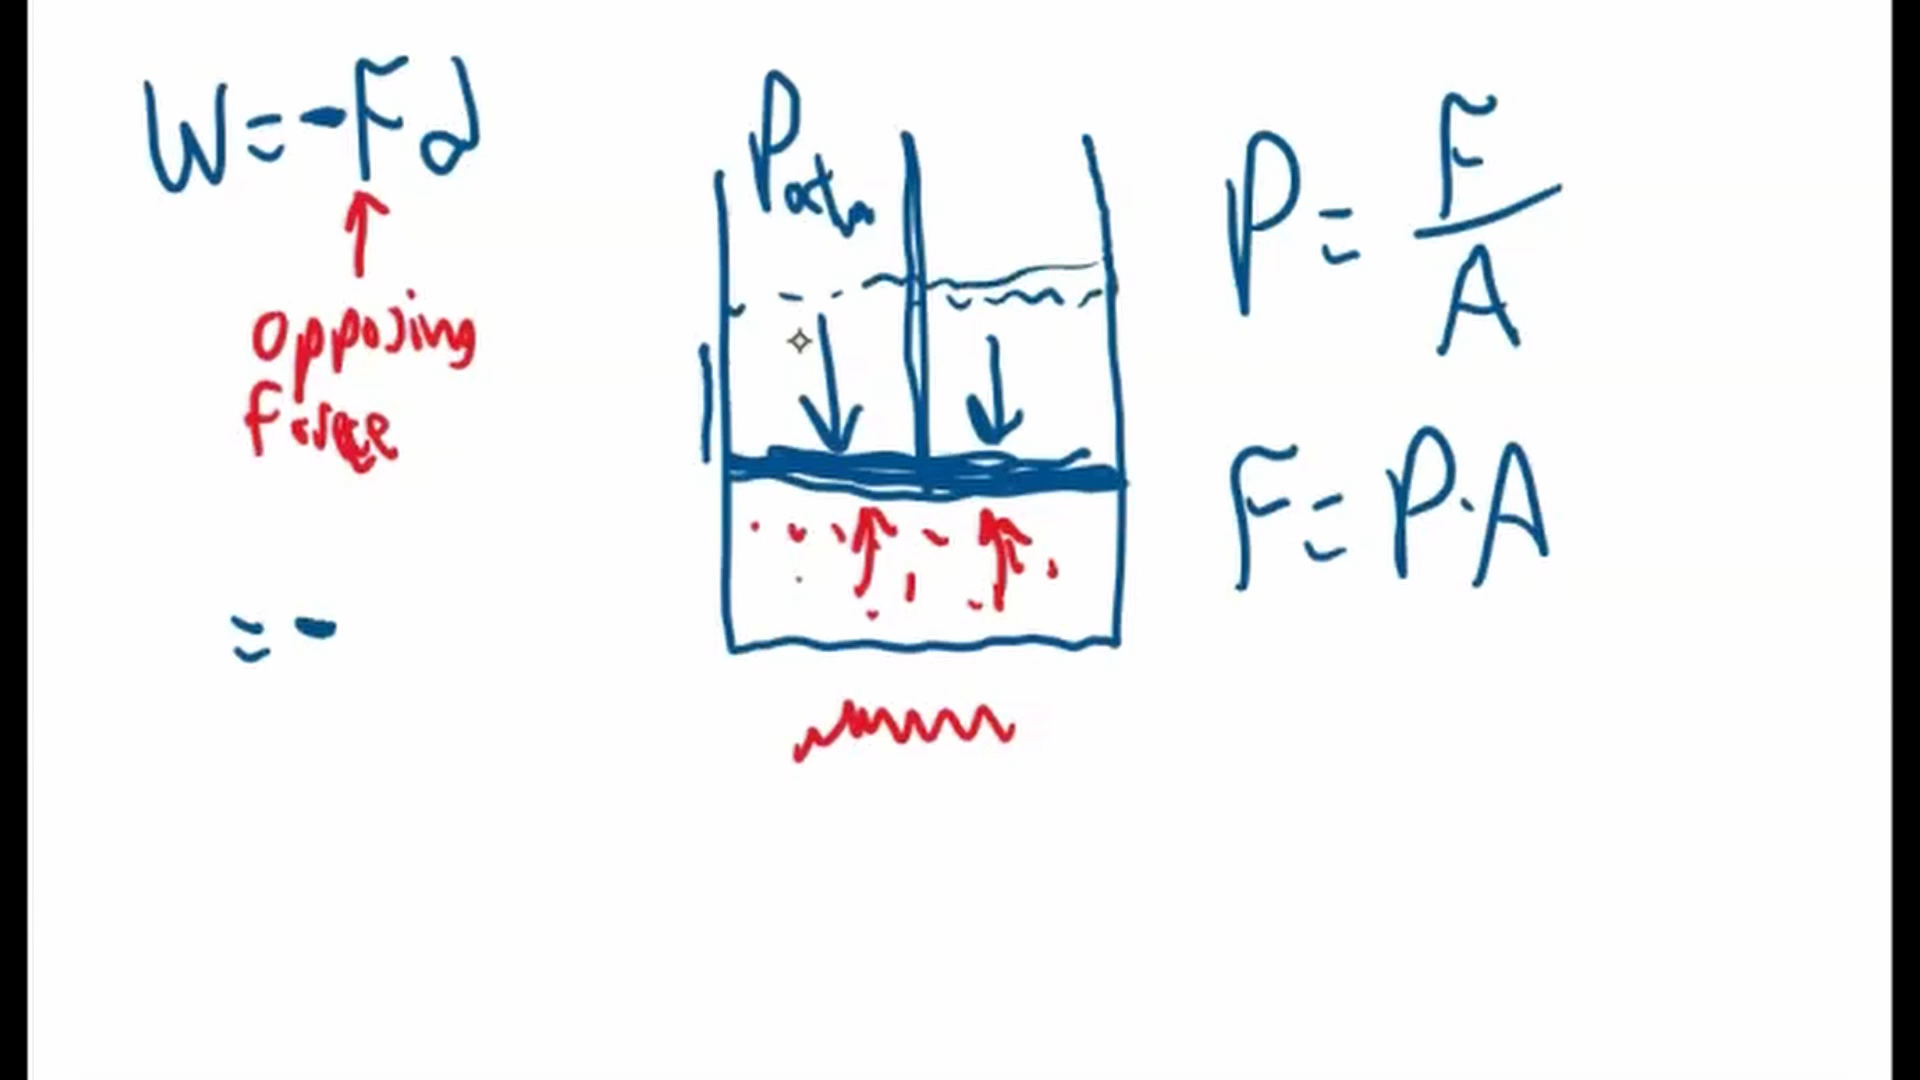 W = -Fd
Opposing
force
= -
Patm
P = F/A
F = P·A